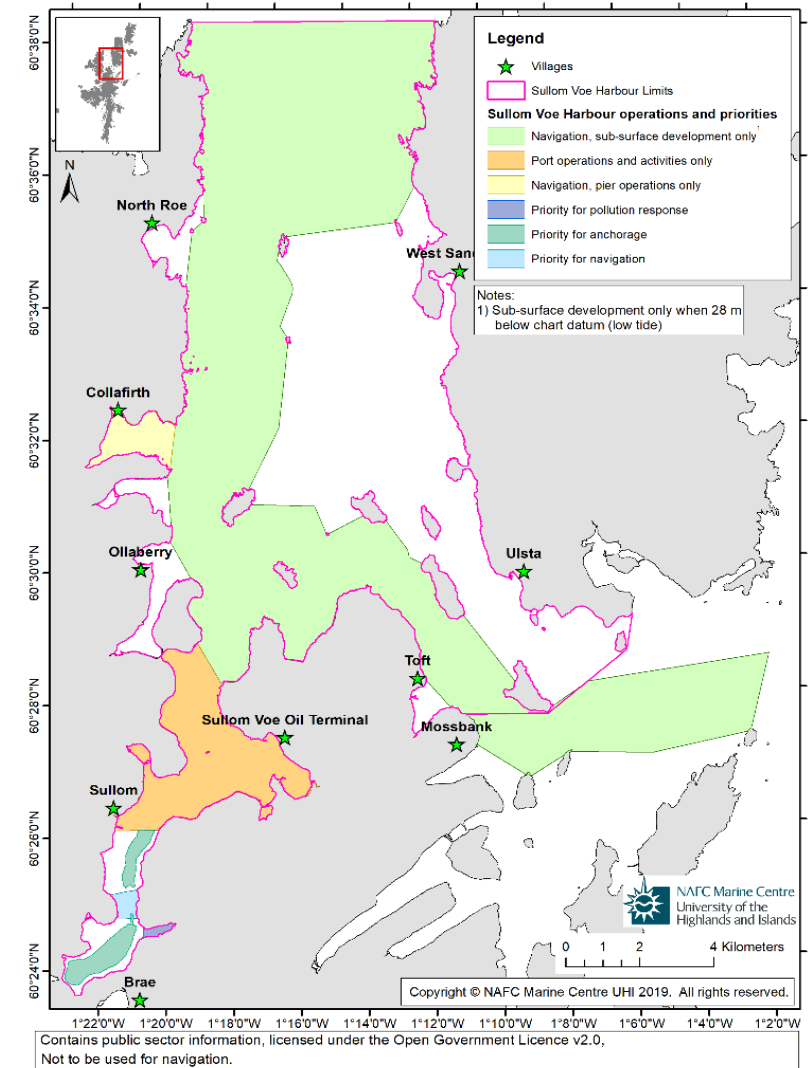 Legend
Villages
Sullom Voe Harbour Limits
Sullom Voe Harbour operations and priorities
Navigation, sub-surface development only
Port operations and activities only
Navigation, pier operations only
Priority for pollution response
Priority for anchorage
Priority for navigation
Notes:
1) Sub-surface development only when 28 m
below chart datum (low tide)
N
60°38'0"N
60°36'0"N
60°34'0"N
60°32'0"N
60°30'0"N
60°28'0"N
60°26'0"N
60°24'0"N
North Roe
West Sand
Collafirth
Ollaberry
Ulsta
Toft
Sullom Voe Oil Terminal
Mossbank
Sullom
Brae
NAFC Marine Centre
University of the
Highlands and Islands
0 1 2 4 Kilometers
Copyright © NAFC Marine Centre UHI 2019. All rights reserved.
1°22'0"W 1°20'0"W 1°18'0"W 1°16'0"W 1°14'0"W 1°12'0"W 1°10'0"W 1°8'0"W 1°6'0"W 1°4'0"W 1°2'0"W
Contains public sector information, licensed under the Open Government Licence v2.0,
Not to be used for navigation.